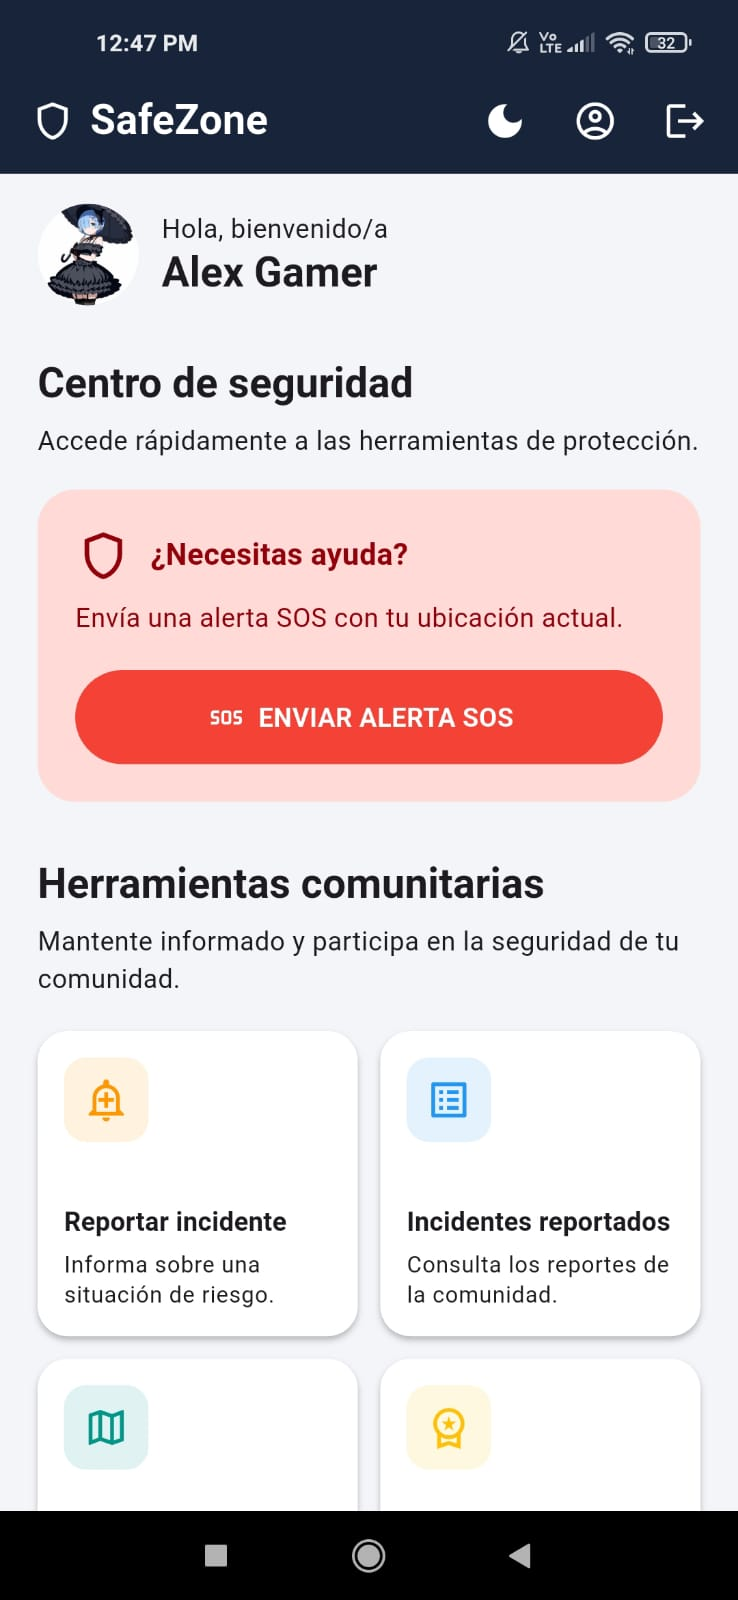 12:47 PM
Vo
LTE
32
SafeZone
Hola, bienvenido/a
Alex Gamer
Centro de seguridad
Accede rápidamente a las herramientas de protección.
¿Necesitas ayuda?
Envía una alerta SOS con tu ubicación actual.
SOS ENVIAR ALERTA SOS
Herramientas comunitarias
Mantente informado y participa en la seguridad de tu
comunidad.
Reportar incidente
Informa sobre una
situación de riesgo.
Incidentes reportados
Consulta los reportes de
la comunidad.